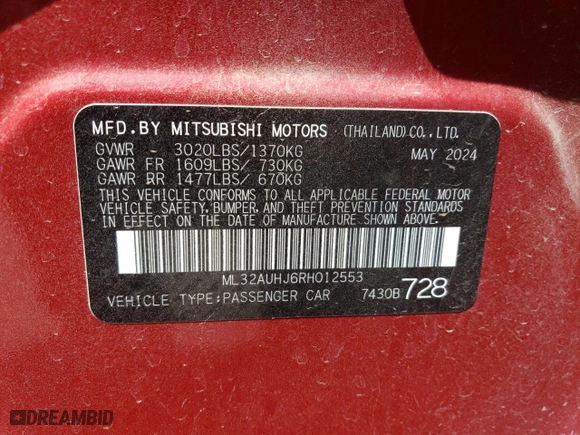 MFD.BY MITSUBISHI MOTORS (THAILAND)CO.,LTD.
GVWR 3020LBS/1370KG MAY 2024
GAWR FR 1609LBS/ 730KG
GAWR RR 1477LBS/ 670KG
THIS VEHICLE CONFORMS TO ALL APPLICABLE FEDERAL MOTOR
VEHICLE SAFETY, BUMPER, AND THEFT PREVENTION STANDARDS
IN EFFECT ON THE DATE OF MANUFACTURE SHOWN ABOVE.
ML32AUHJ6RH012553
VEHICLE TYPE:PASSENGER CAR 7430B 728
DREAMBID